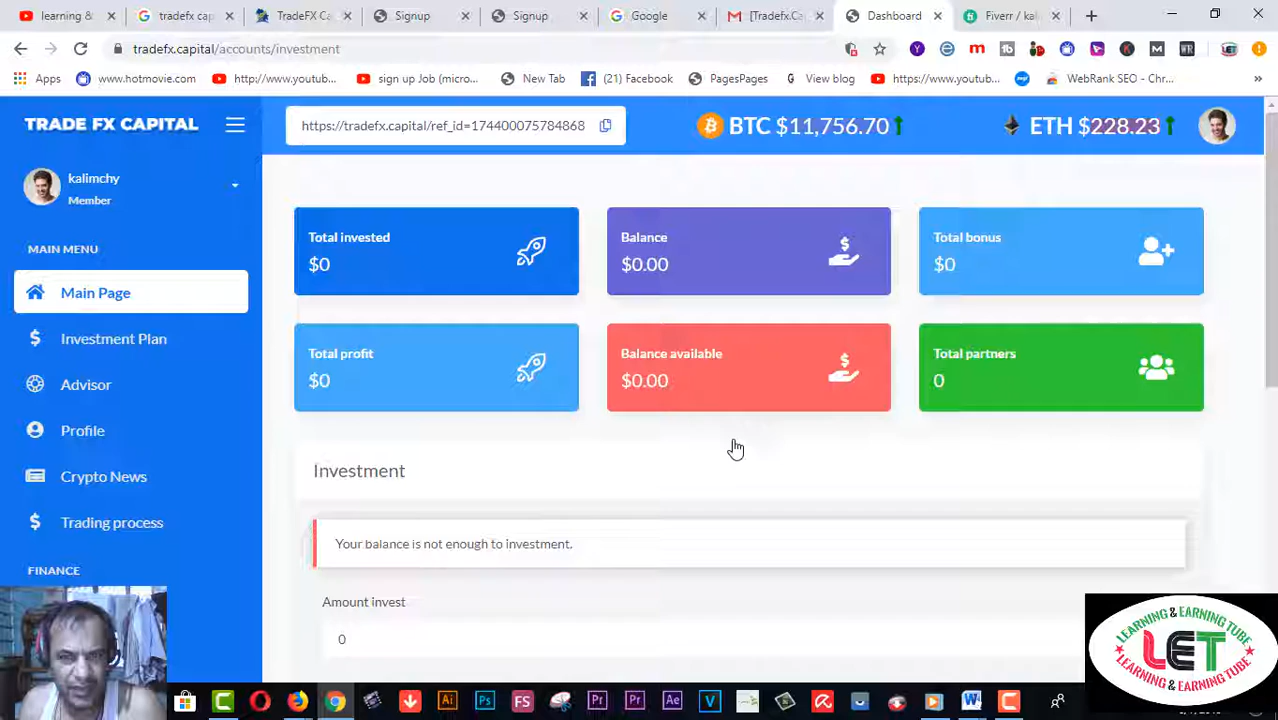 learning & × tradefx cap × TradeFX C × Signup × Signup × Google × [Tradefx.Cap × Dashboard × Fiverr / kal × +
tradefx.capital/accounts/investment
Apps www.hotmovie.com http://www.youtub... sign up Job (micro... New Tab (21) Facebook PagesPages View blog https://www.youtu... WebRank SEO - Chr... »
TRADE FX CAPITAL
https://tradefx.capital/ref_id=174400075784868
BTC $11,756.70
ETH $228.23
kalimchy
Member
MAIN MENU
Main Page
Investment Plan
Advisor
Profile
Crypto News
Trading process
FINANCE
Total invested
$0
Balance
$0.00
Total bonus
$0
Total profit
$0
Balance available
$0.00
Total partners
0
Investment
Your balance is not enough to investment.
Amount invest
0
LEARNING & EARNING TUBE
LET
LEARNING & EARNING TUBE